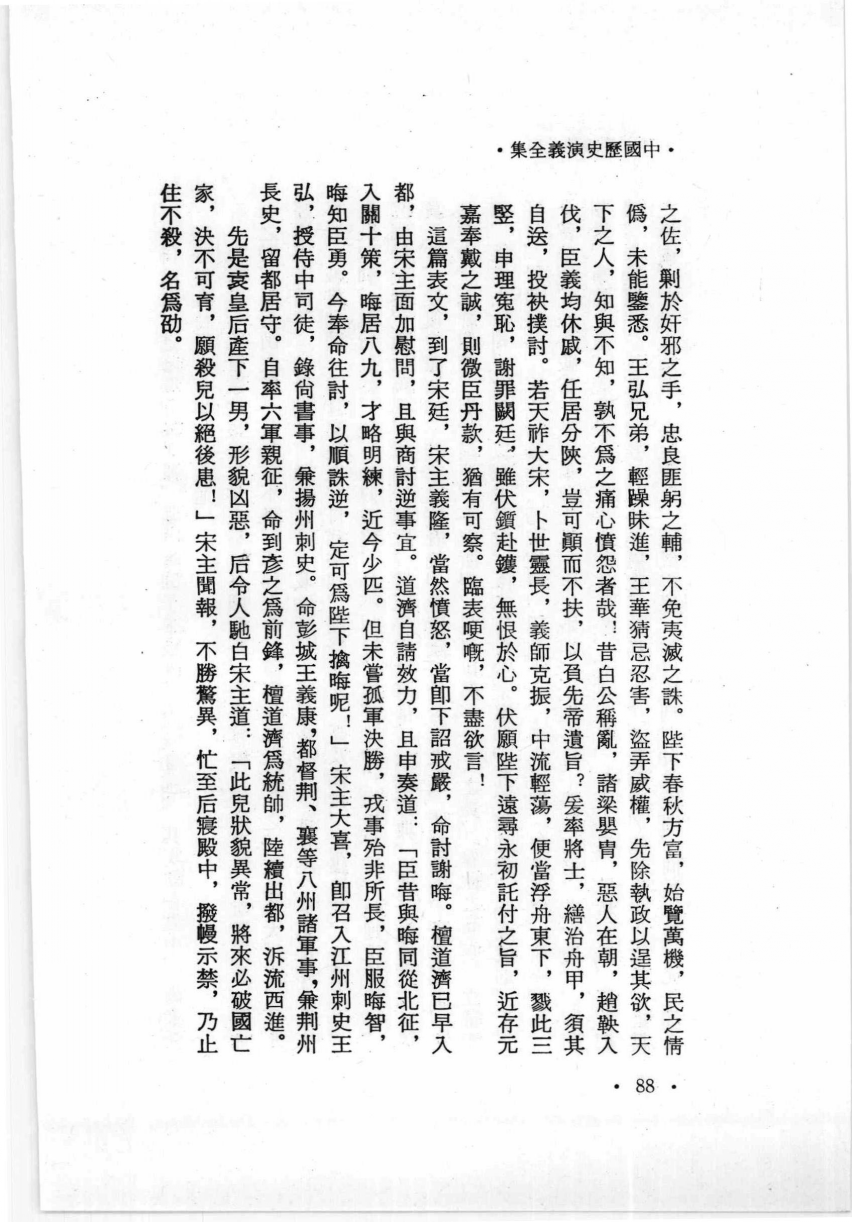 ·中國歷史演義全集·
之佐，剿於奸邪之手，忠良匪躬之輔，不免夷滅之誅。陛下春秋方富，始覽萬機，民之情
僞，未能鑒悉。王弘兄弟，輕躁昧進，王華猜忌忍害，盜弄威權，先除執政以逞其欲，天
下之人，知與不知，孰不爲之痛心憤怨者哉！昔白公稱亂，諸梁嬰胄，惡人在朝，趙鞅入
伐，臣義均休戚，任居分陝，豈可顚而不扶，以負先帝遺旨？爰率將士，繕治舟甲，須其
自送，投袂撲討。若天祚大宋，卜世靈長，義師克振，中流輕蕩，便當浮舟東下，戮此三
豎，申理寃恥，謝罪闕廷，雖伏鑕赴鑊，無恨於心。伏願陛下遠尋永初託付之旨，近存元
嘉奉戴之誠，則微臣丹款，猶有可察。臨表哽嘅，不盡欲言！
這篇表文，到了宋廷，宋主義隆，當然憤怒，當卽下詔戒嚴，命討謝晦。檀道濟已早入
都，由宋主面加慰問，且與商討逆事宜。道濟自請效力，且申奏道：「臣昔與晦同從北征，
入關十策，晦居八九，才略明練，近今少匹。但未嘗孤軍決勝，戎事殆非所長，臣服晦智，
晦知臣勇。今奉命往討，以順誅逆，定可爲陛下擒晦呢！」宋主大喜，卽召入江州刺史王
弘，授侍中司徒，錄尙書事，兼揚州刺史。命彭城王義康，都督荆、襄等八州諸軍事，兼荆州
長史，留都居守。自率六軍親征，命到彥之爲前鋒，檀道濟爲統帥，陸續出都，泝流西進。
先是袁皇后產下一男，形貌凶惡，后令人馳白宋主道：「此兒狀貌異常，將來必破國亡
家，決不可育，願殺兒以絕後患！」宋主聞報，不勝驚異，忙至后寢殿中，撥幔示禁，乃止
住不殺，名爲劭。
·88·